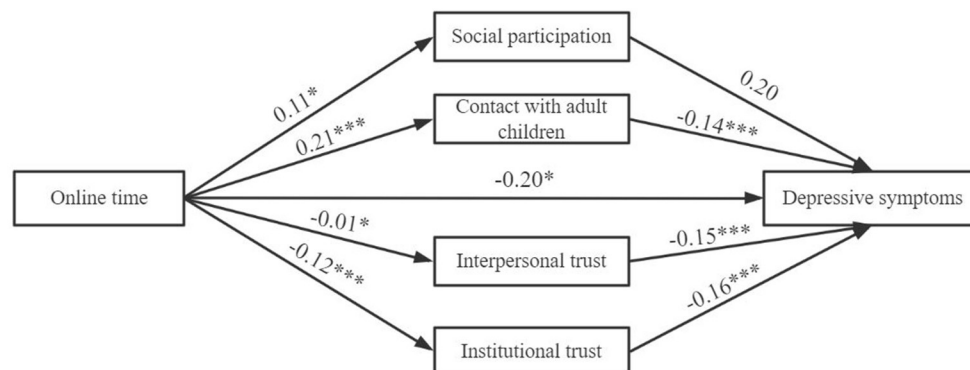 Social participation
0.11*
0.20
Contact with adult
children
0.21***
-0.14***
Online time
-0.20*
Depressive symptoms
-0.01*
Interpersonal trust
-0.15***
-0.12***
-0.16***
Institutional trust